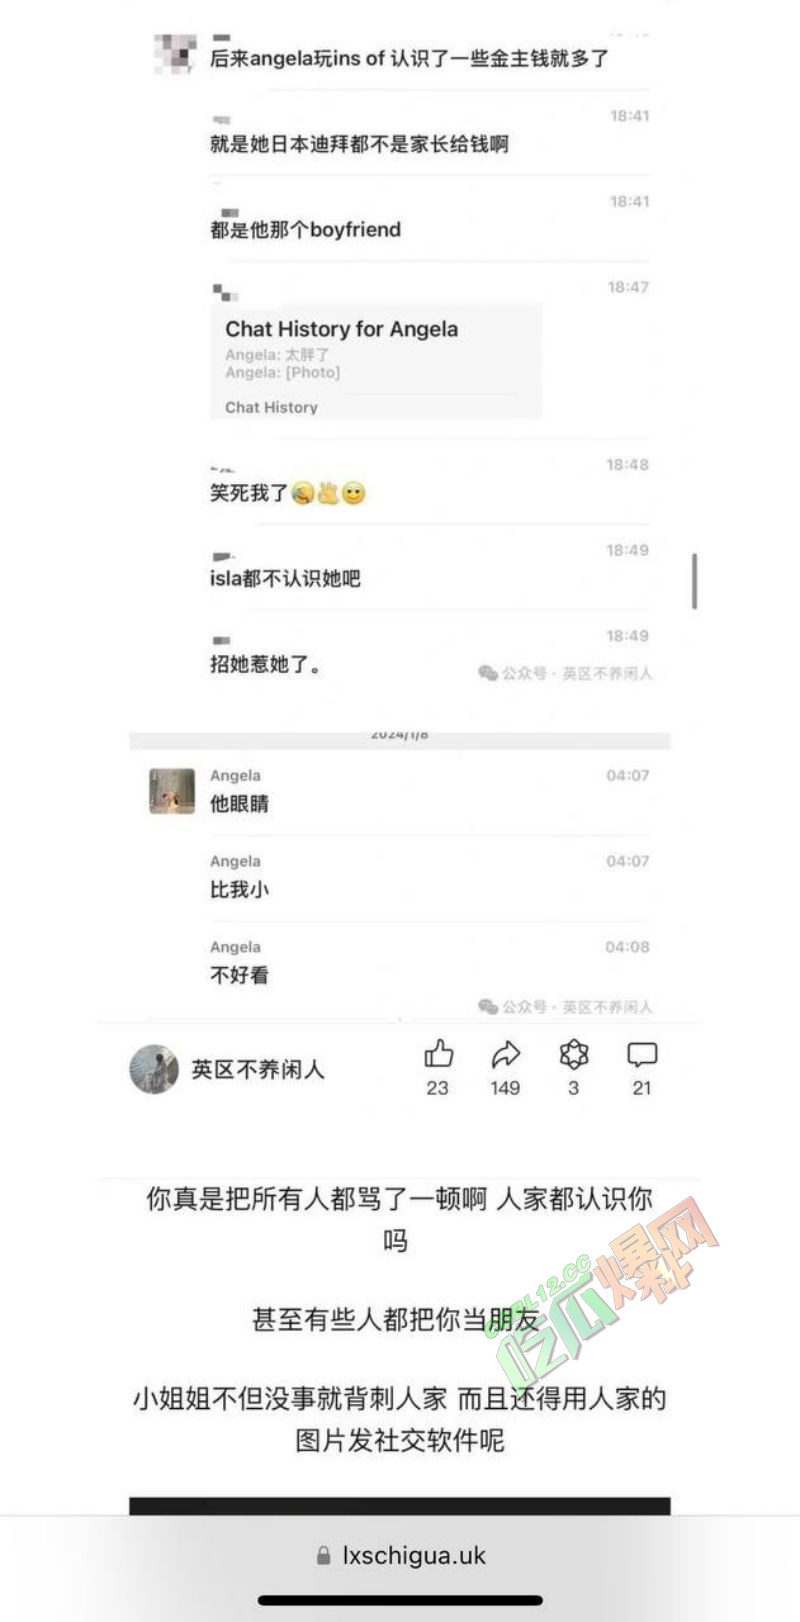 后来angela玩ins of 认识了一些金主钱就多了
18:41
就是她日本迪拜都不是家长给钱啊
18:41
都是他那个boyfriend
18:47
Chat History for Angela
Angela: 太胖了
Angela: [Photo]
Chat History
18:48
笑死我了
18:49
isla都不认识她吧
18:49
招她惹她了。
公众号 · 英区不养闲人
2024/1/8
Angela 04:07
他眼睛
Angela 04:07
比我小
Angela 04:08
不好看
公众号 · 英区不养闲人
英区不养闲人
23 149 3 21
你真是把所有人都骂了一顿啊 人家都认识你
吗
甚至有些人都把你当朋友
小姐姐不但没事就背刺人家 而且还得用人家的
图片发社交软件呢
吃瓜爆料网
lxschigua.uk